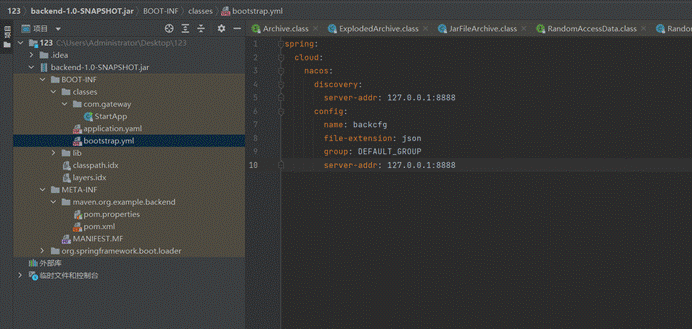 123 backend-1.0-SNAPSHOT.jar BOOT-INF classes bootstrap.yml
项目
项目
Archive.class ExplodedArchive.class JarFileArchive.class RandomAccessData.class
123 C:\Users\Administrator\Desktop\123
.idea
backend-1.0-SNAPSHOT.jar
BOOT-INF
classes
com.gateway
StartApp
application.yaml
bootstrap.yml
lib
classpath.idx
layers.idx
META-INF
maven.org.example.backend
pom.properties
pom.xml
MANIFEST.MF
org.springframework.boot.loader
外部库
临时文件和控制台
1 spring:
2 cloud:
3 nacos:
4 discovery:
5 server-addr: 127.0.0.1:8888
6 config:
7 name: backcfg
8 file-extension: json
9 group: DEFAULT_GROUP
10 server-addr: 127.0.0.1:8888